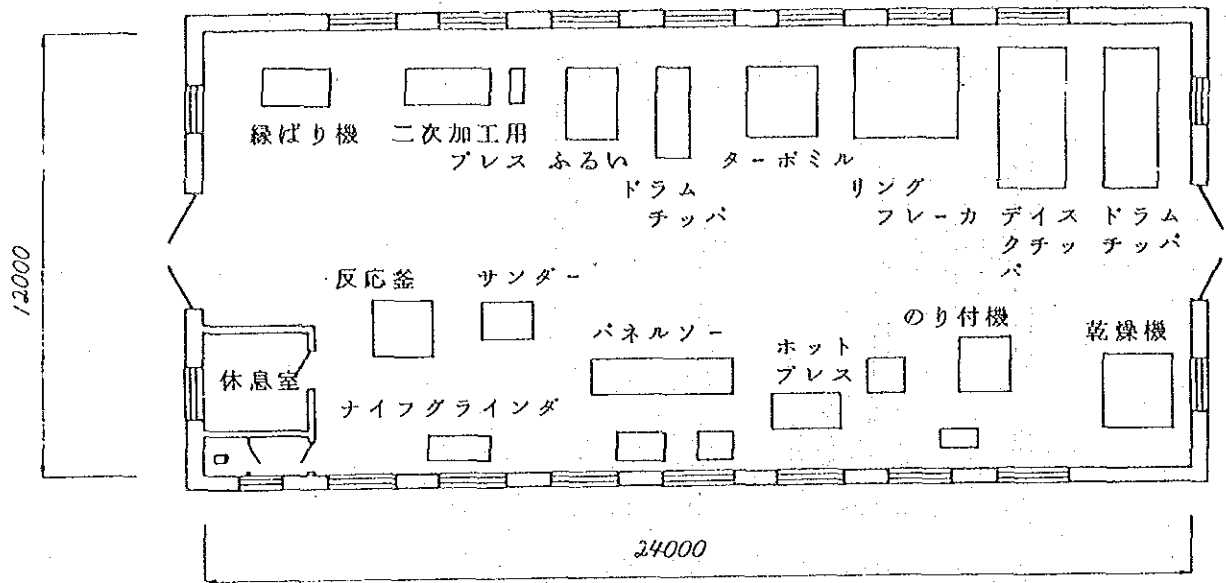 縁ばり機
二次加工用
プレス
ふるい
ドラム
チッパ
ターボミル
リング
フレーカ
デイス
クチッ
パ
ドラム
チッパ
12000
反応釜
サンダー
パネルソー
ホット
プレス
のり付機
乾燥機
休息室
ナイフグラインダ
24000